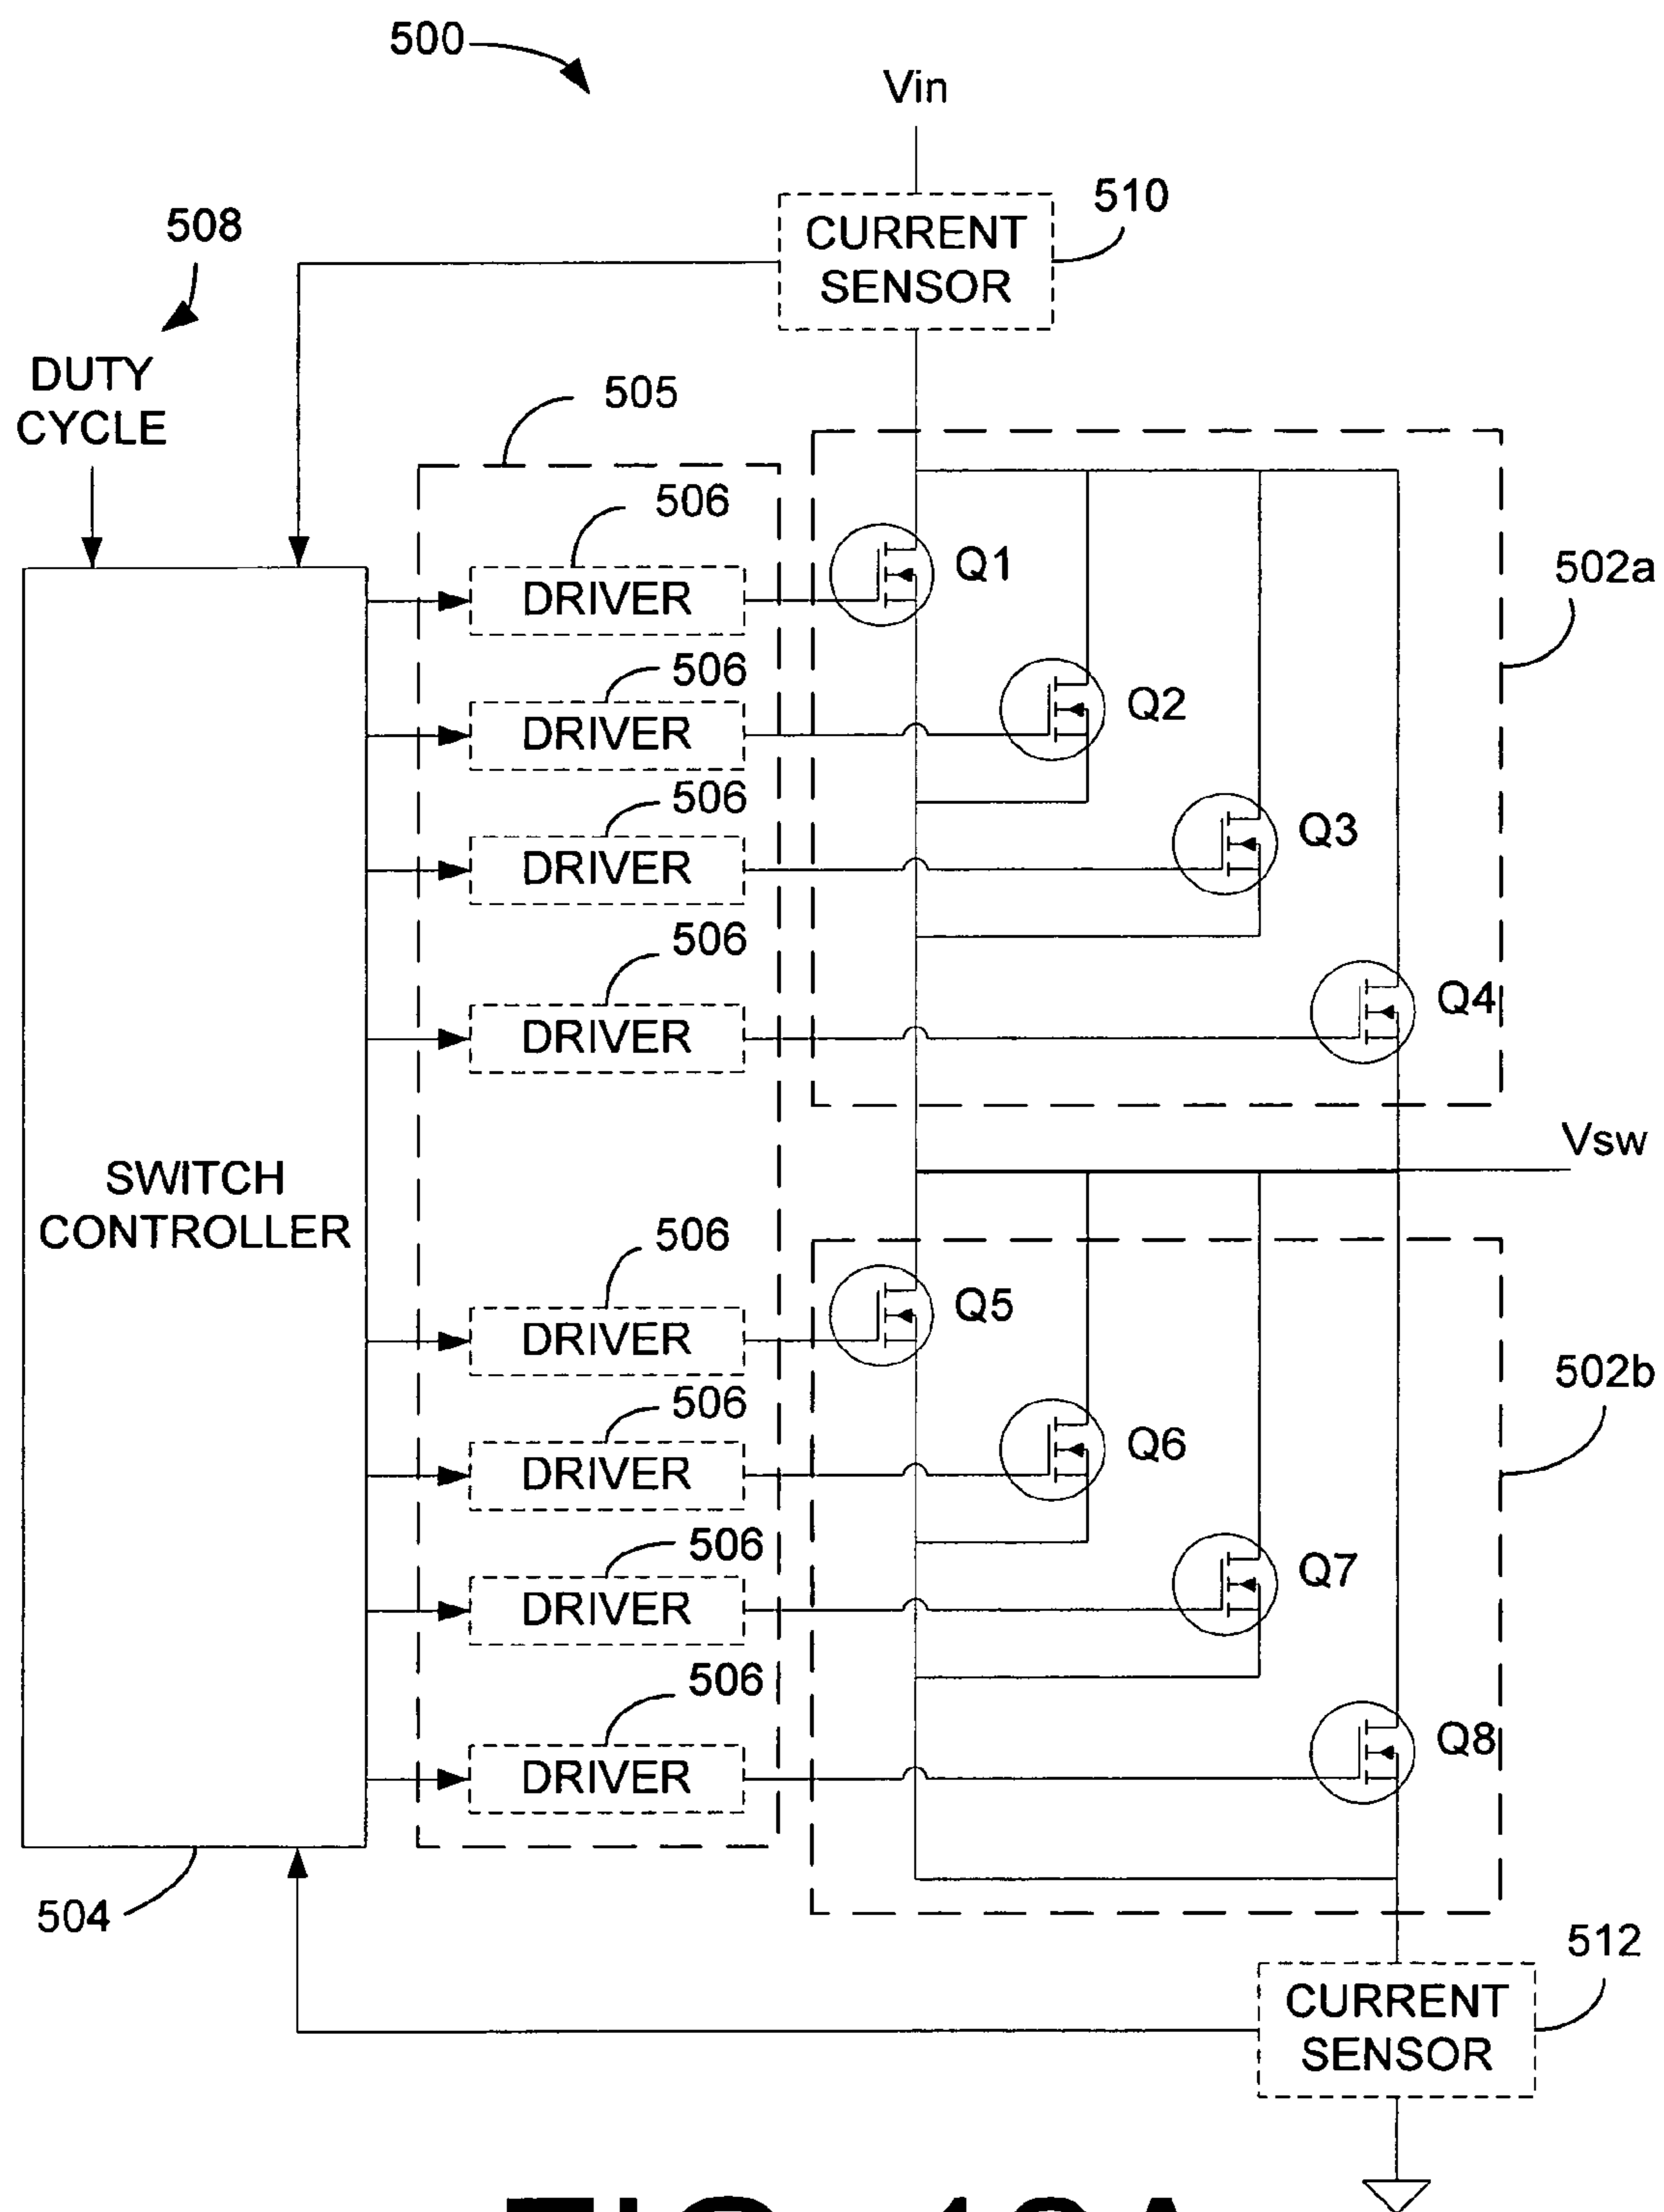 500
Vin
510
CURRENT
SENSOR
508
DUTY
CYCLE
505
506
DRIVER
Q1
502a
506
DRIVER
Q2
506
DRIVER
Q3
506
DRIVER
Q4
Vsw
SWITCH
CONTROLLER
506
DRIVER
Q5
502b
506
DRIVER
Q6
506
DRIVER
Q7
506
DRIVER
Q8
504
512
CURRENT
SENSOR